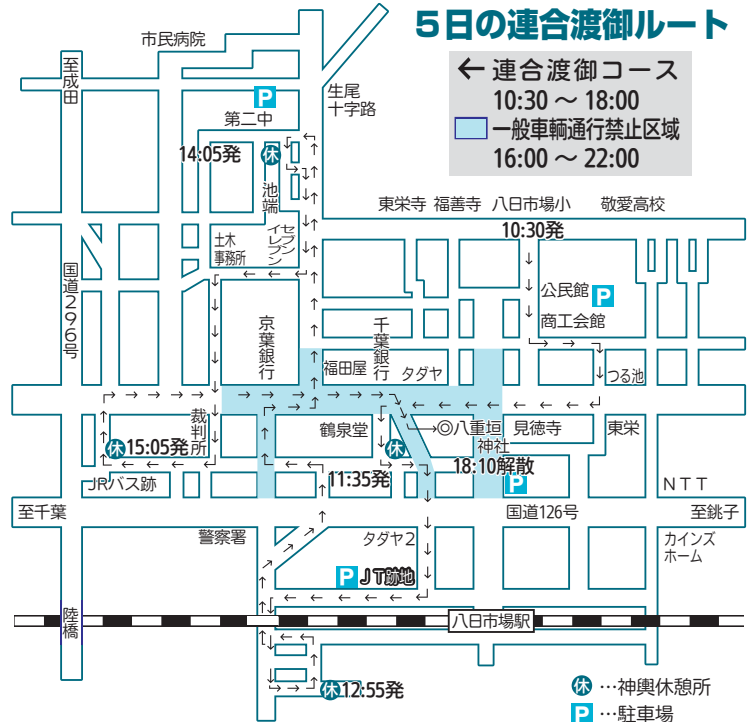 5日の連合渡御ルート
← 連合渡御コース
10:30 ～ 18:00
一般車輌通行禁止区域
16:00 ～ 22:00
市民病院
至成田
P
生尾
十字路
第二中
14:05発
休
池端
セブン
イレブン
土木
事務所
東栄寺
福善寺
八日市場小
敬愛高校
10:30発
国道296号
公民館
P
商工会館
京葉銀行
千葉銀行
福田屋
タダヤ
つる池
裁判所
休
15:05発
鶴泉堂
休
◎八重垣
神社
見徳寺
東栄
11:35発
18:10解散
P
JRバス跡
NTT
至千葉
国道126号
至銚子
警察署
タダヤ2
カインズ
ホーム
P
JT跡地
陸橋
八日市場駅
休
12:55発
休 …神輿休憩所
P …駐車場